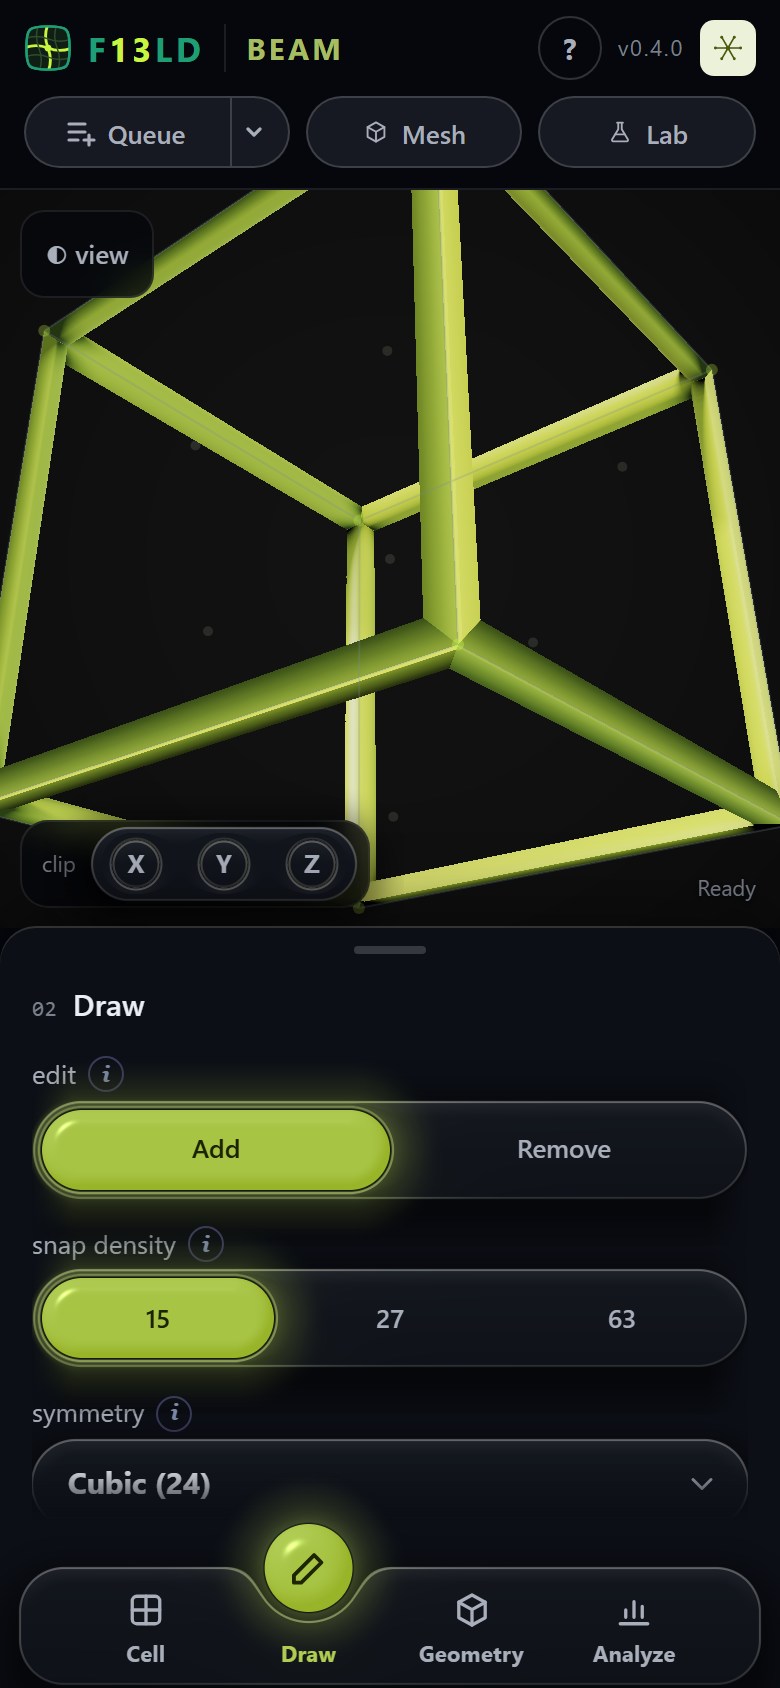 F13LD BEAM
? v0.4.0
Queue Mesh Lab
view
clip X Y Z
Ready
02 Draw
edit i
Add Remove
snap density i
15 27 63
symmetry i
Cubic (24)
Cell Draw Geometry Analyze